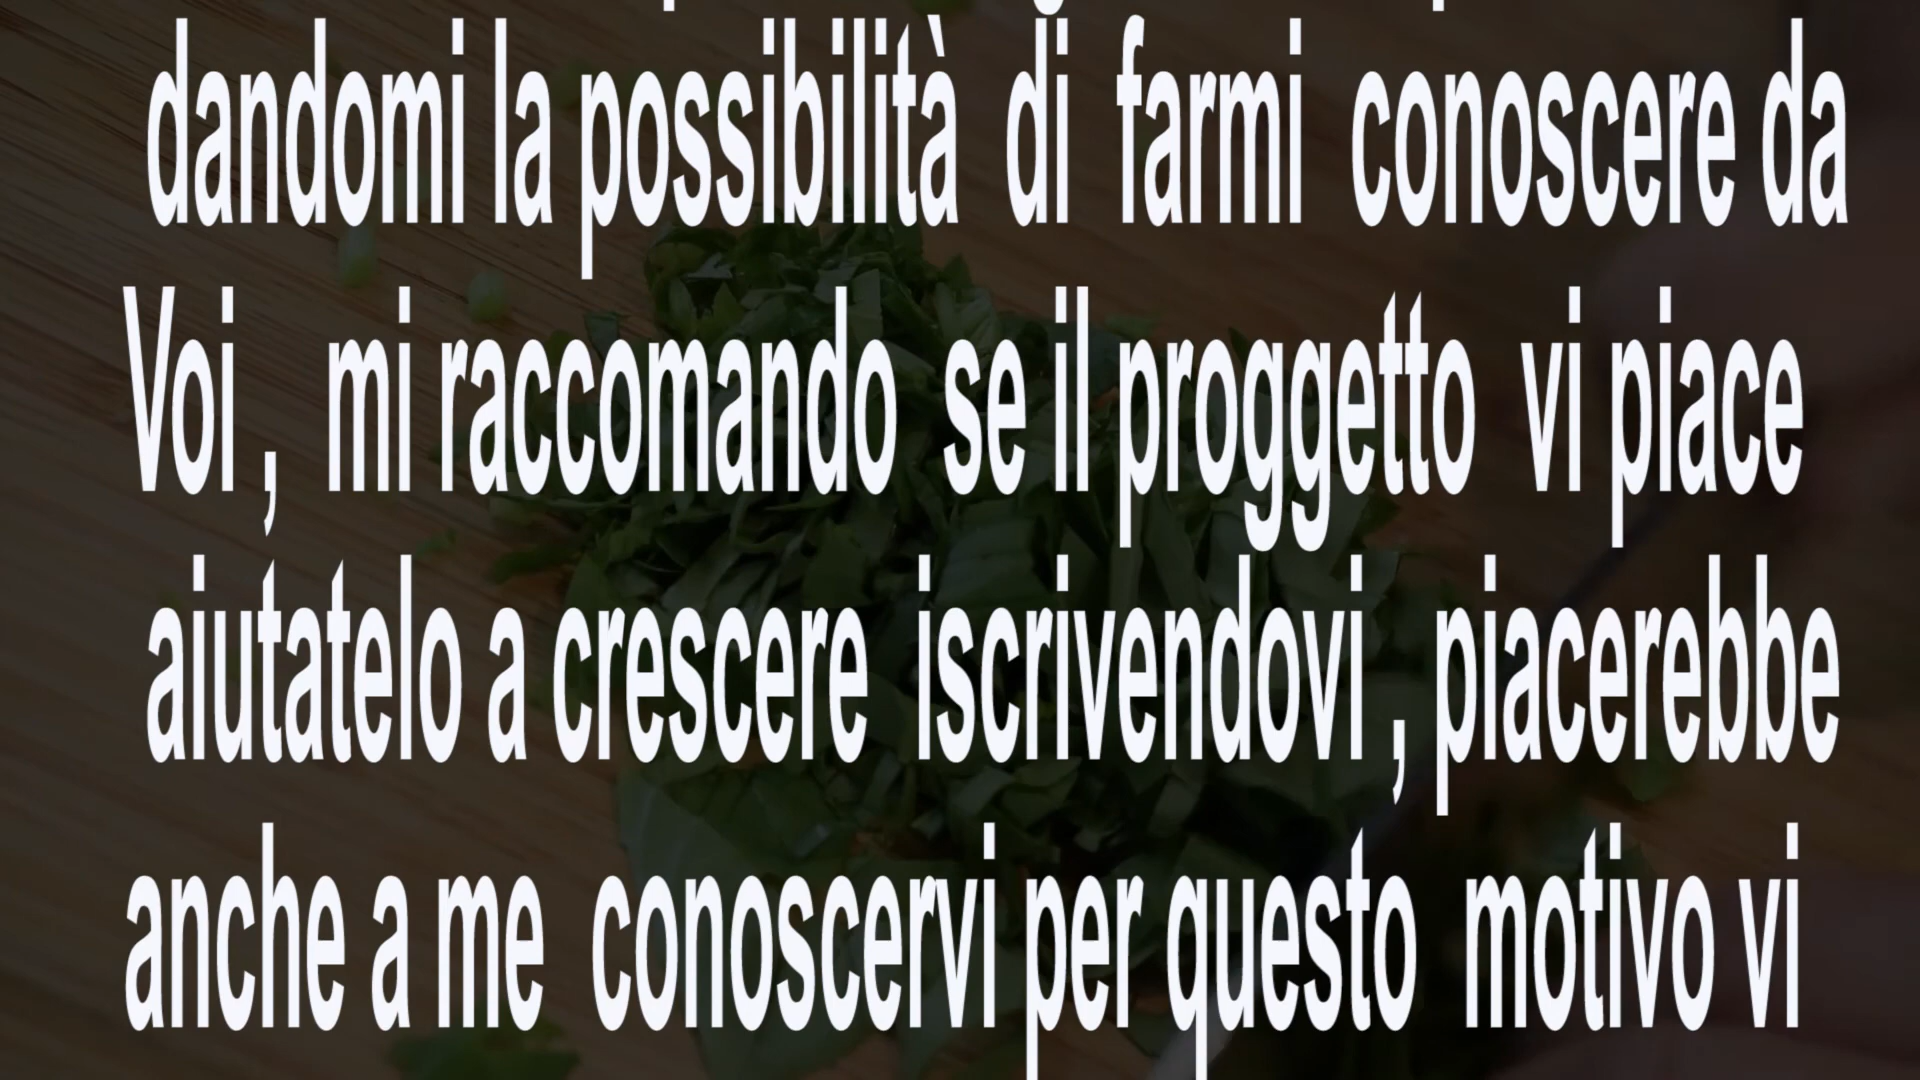 dandomi la possibilità di farmi conoscere da
Voi , mi raccomando se il proggetto vi piace
aiutatelo a crescere iscrivendovi , piacerebbe
anche a me conoscervi per questo motivo vi